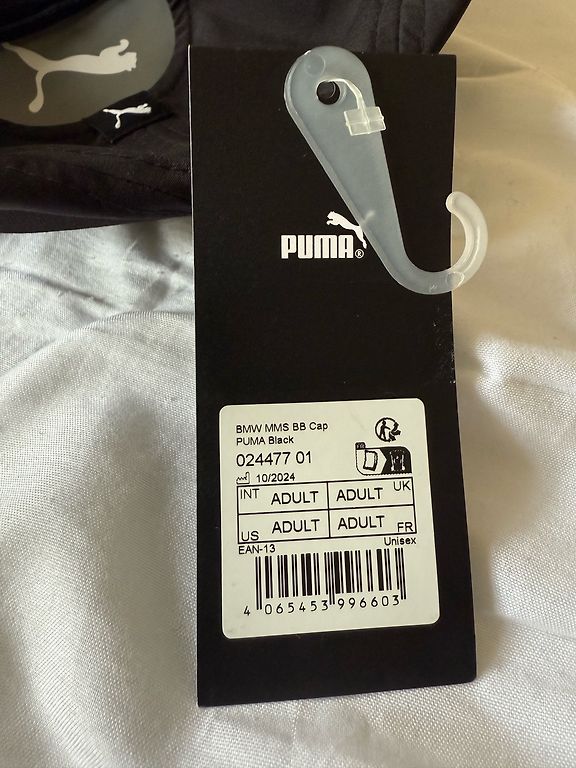 PUMA®
BMW MMS BB Cap
PUMA Black
024477 01
10/2024
INT ADULT ADULT UK
US ADULT ADULT FR
EAN-13 Unisex
4 065453 996603